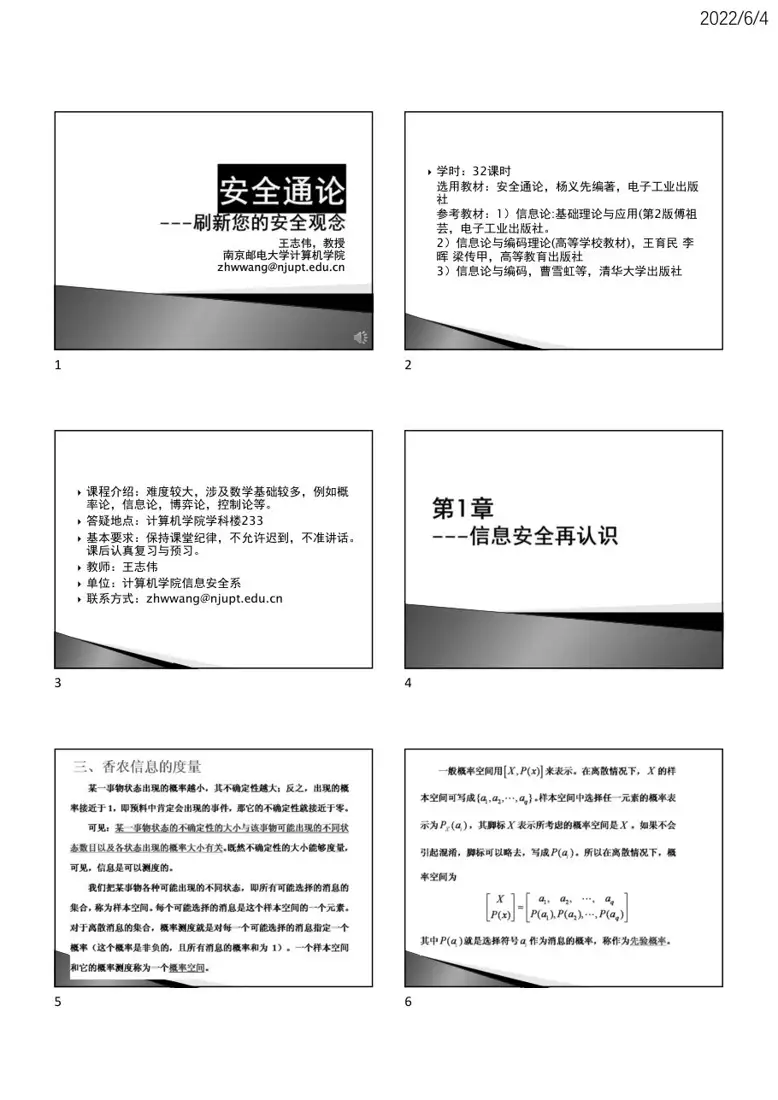 2022/6/4
安全通论
---刷新您的安全观念
王志伟，教授
南京邮电大学计算机学院
zhwwang@njupt.edu.cn
1
学时：32课时
选用教材：安全通论，杨义先编著，电子工业出版
社
参考教材：1）信息论:基础理论与应用(第2版傅祖
芸，电子工业出版社。
2）信息论与编码理论(高等学校教材)，王育民 李
晖 梁传甲，高等教育出版社
3）信息论与编码，曹雪虹等，清华大学出版社
2
课程介绍：难度较大，涉及数学基础较多，例如概
率论，信息论，博弈论，控制论等。
答疑地点：计算机学院学科楼233
基本要求：保持课堂纪律，不允许迟到，不准讲话。
课后认真复习与预习。
教师：王志伟
单位：计算机学院信息安全系
联系方式：zhwwang@njupt.edu.cn
3
第1章
---信息安全再认识
4
三、香农信息的度量
某一事物状态出现的概率越小，其不确定性越大；反之，出现的概
率接近于1，即预料中肯定会出现的事件，那它的不确定性就接近于零。
可见：某一事物状态的不确定性的大小与该事物可能出现的不同状
态数目以及各状态出现的概率大小有关。既然不确定性的大小能够度量，
可见，信息是可以测度的。
我们把某事物各种可能出现的不同状态，即所有可能选择的消息的
集合，称为样本空间。每个可能选择的消息是这个样本空间的一个元素。
对于离散消息的集合，概率测度就是对每一个可能选择的消息指定一个
概率（这个概率是非负的，且所有消息的概率和为1）。一个样本空间
和它的概率测度称为一个概率空间。
5
一般概率空间用[X,P(x)]来表示。在离散情况下，X的样
本空间可写成{a₁,a₂,⋯,a_q}。样本空间中选择任一元素的概率表
示为P_X(a_i)，其脚标X表示所考虑的概率空间是X。如果不会
引起混淆，脚标可以略去，写成P(a_i)。所以在离散情况下，概
率空间为
[X P(x)] = [a₁, a₂, ⋯, a_q P(a₁),P(a₂),⋯,P(a_q)]
其中P(a_i)就是选择符号a_i作为消息的概率，称作为先验概率。
6